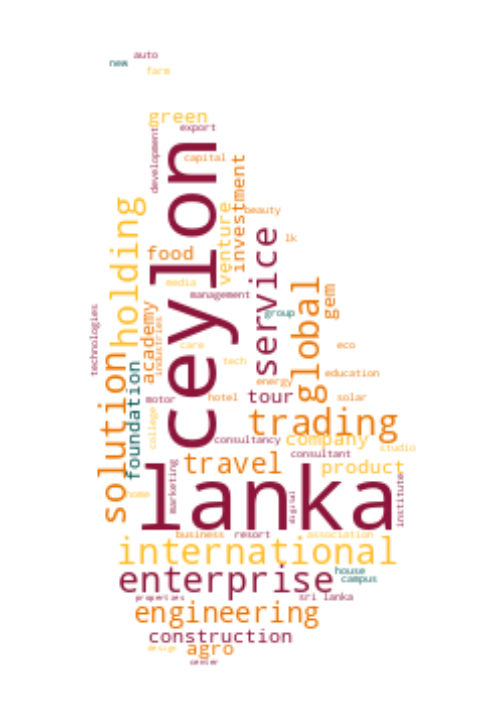 auto
new
farm
green
export
development
capital
ceylon
investment
holding
venture
beauty
service
lk
food
media
management
global
gem
group
technologies
academy
industries
care
eco
solution
foundation
tech
education
energy
motor
hotel
tour
solar
college
trading
consultancy
company
studio
travel
consultant
product
marketing
lanka
home
digital
institute
business
resort
association
international
enterprise
house
campus
properties
sri lanka
engineering
construction
design
agro
center